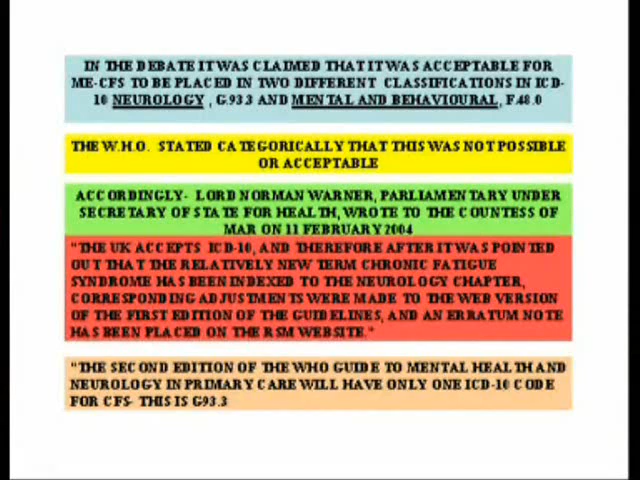 IN THE DEBATE IT WAS CLAIMED THAT IT WAS ACCEPTABLE FOR
ME-CFS TO BE PLACED IN TWO DIFFERENT CLASSIFICATIONS IN ICD-
10 NEUROLOGY , G.93.3 AND MENTAL AND BEHAVIOURAL, F.48.0
THE W.H.O. STATED CATEGORICALLY THAT THIS WAS NOT POSSIBLE
OR ACCEPTABLE
ACCORDINGLY- LORD NORMAN WARNER, PARLIAMENTARY UNDER
SECRETARY OF STATE FOR HEALTH, WROTE TO THE COUNTESS OF
MAR ON 11 FEBRUARY 2004
"THE UK ACCEPTS ICD-10, AND THEREFORE AFTER IT WAS POINTED
OUT THAT THE RELATIVELY NEW TERM CHRONIC FATIGUE
SYNDROME HAS BEEN INDEXED TO THE NEUROLOGY CHAPTER,
CORRESPONDING ADJUSTMENTS WERE MADE TO THE WEB VERSION
OF THE FIRST EDITION OF THE GUIDELINES, AND AN ERRATUM NOTE
HAS BEEN PLACED ON THE RSM WEBSITE."
"THE SECOND EDITION OF THE WHO GUIDE TO MENTAL HEALTH AND
NEUROLOGY IN PRIMARY CARE WILL HAVE ONLY ONE ICD-10 CODE
FOR CFS- THIS IS G93.3